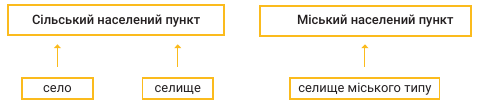 Сільський населений пункт
Міський населений пункт
село
селище
селище міського типу